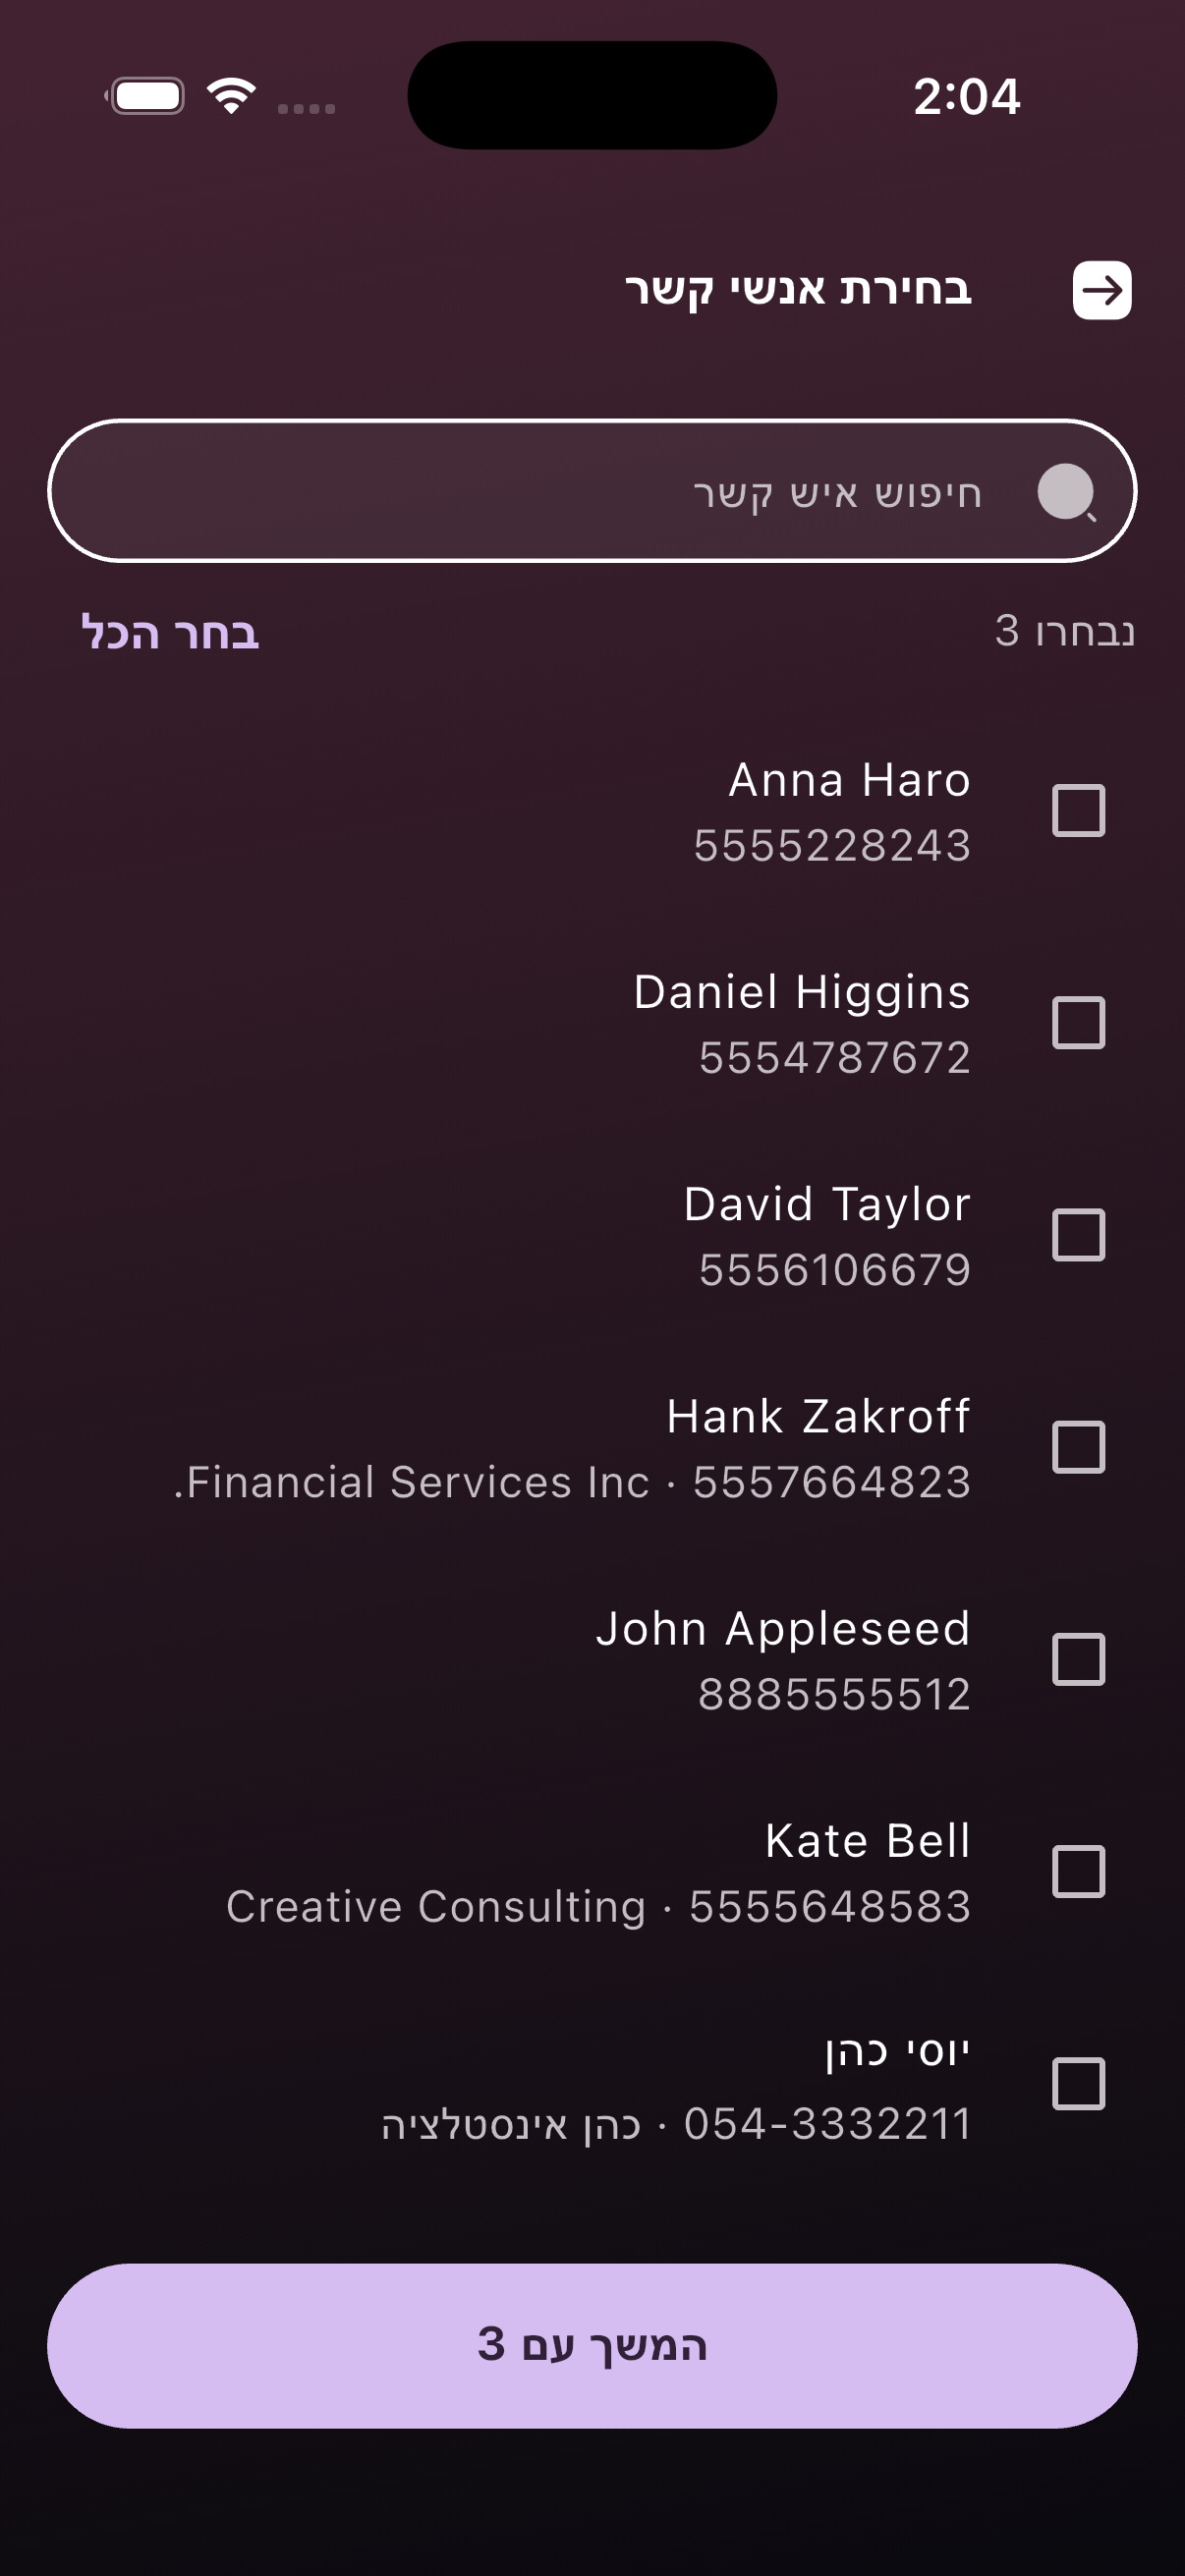 2:04
בחירת אנשי קשר
חיפוש איש קשר
נבחרו 3
בחר הכל
Anna Haro
5555228243
Daniel Higgins
5554787672
David Taylor
5556106679
Hank Zakroff
5557664823 · Financial Services Inc.
John Appleseed
8885555512
Kate Bell
5555648583 · Creative Consulting
יוסי כהן
054-3332211 · כהן אינסטלציה
המשך עם 3